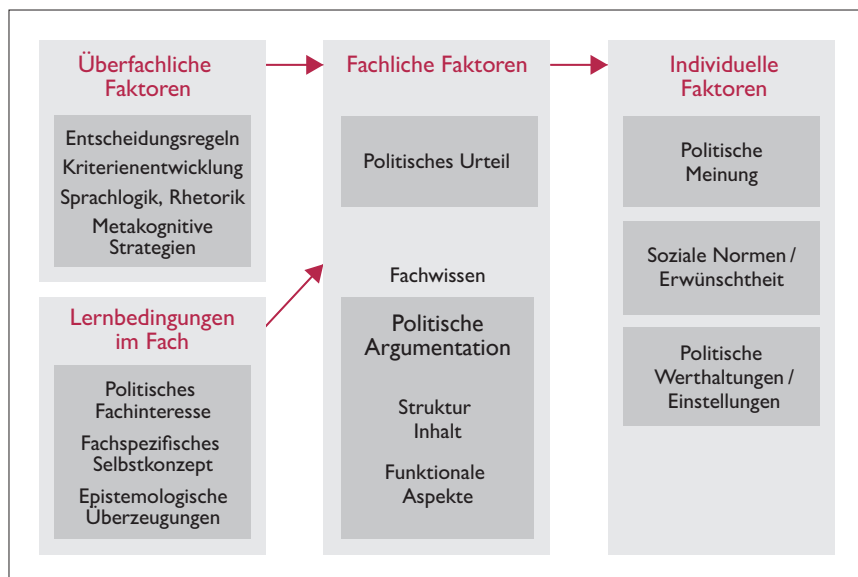 Überfachliche
Faktoren
Entscheidungsregeln
Kriterienentwicklung
Sprachlogik, Rhetorik
Metakognitive
Strategien
Lernbedingungen
im Fach
Politisches
Fachinteresse
Fachspezifisches
Selbstkonzept
Epistemologische
Überzeugungen
Fachliche Faktoren
Politisches Urteil
Fachwissen
Politische
Argumentation
Struktur
Inhalt
Funktionale
Aspekte
Individuelle
Faktoren
Politische
Meinung
Soziale Normen /
Erwünschtheit
Politische
Werthaltungen /
Einstellungen